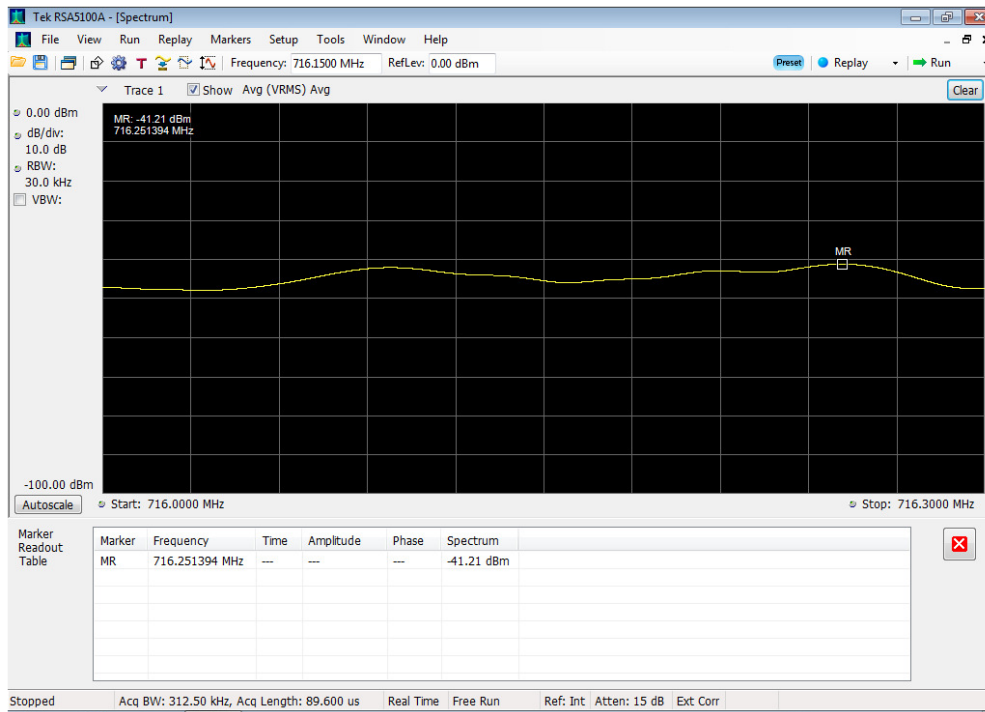 Tek RSA5100A - [Spectrum]
File View Run Replay Markers Setup Tools Window Help
T Frequency: 716.1500 MHz RefLev: 0.00 dBm Preset Replay Run
Trace 1 Show Avg (VRMS) Avg Clear
0.00 dBm
dB/div:
10.0 dB
RBW:
30.0 kHz
VBW:
MR: -41.21 dBm
716.251394 MHz
MR
-100.00 dBm
Autoscale Start: 716.0000 MHz Stop: 716.3000 MHz
Marker
Readout
Table
Marker Frequency Time Amplitude Phase Spectrum
MR 716.251394 MHz --- --- --- -41.21 dBm
Stopped Acq BW: 312.50 kHz, Acq Length: 89.600 us Real Time Free Run Ref: Int Atten: 15 dB Ext Corr